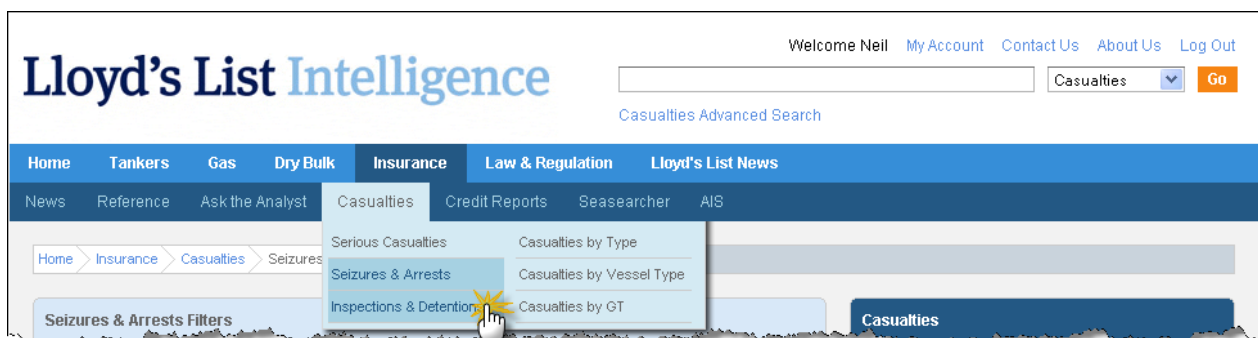 Welcome Neil My Account Contact Us About Us Log Out
Lloyd's List Intelligence
Casualties Go
Casualties Advanced Search
Home Tankers Gas Dry Bulk Insurance Law & Regulation Lloyd's List News
News Reference Ask the Analyst Casualties Credit Reports Seasearcher AIS
Serious Casualties Casualties by Type
Home Insurance Casualties Seizures
Seizures & Arrests Casualties by Vessel Type
Inspections & Detention Casualties by GT
Seizures & Arrests Filters Casualties